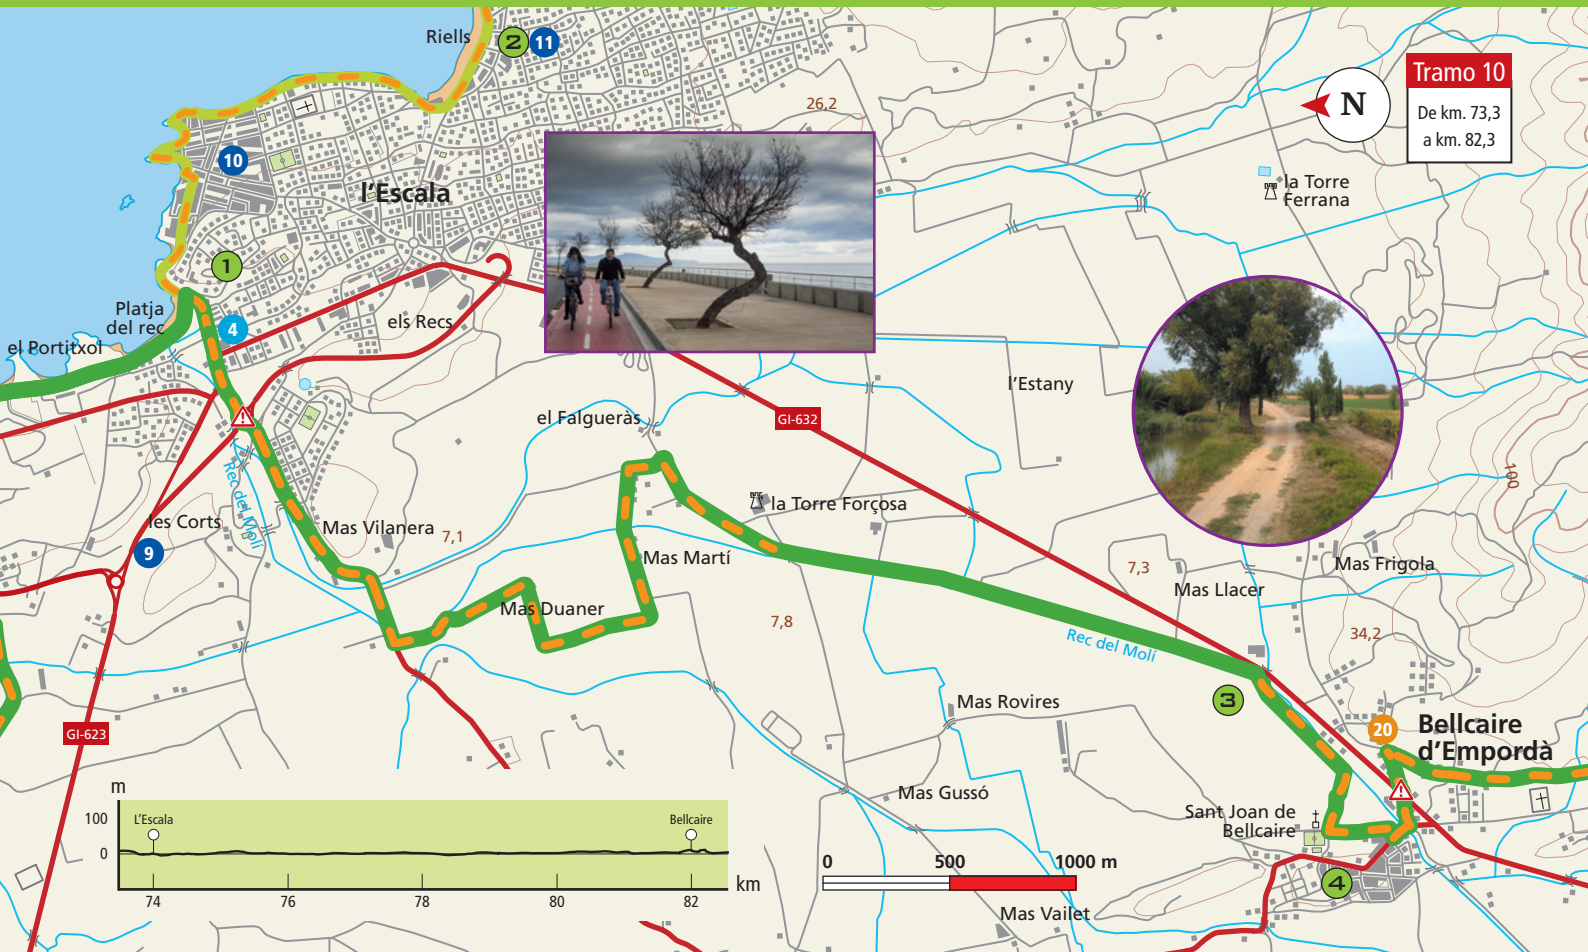 Riells
2
11
26,2
N
Tramo 10
De km. 73,3
a km. 82,3
10
l'Escala
la Torre
Ferrana
1
Platja
del rec
4
els Recs
el Portitxol
l'Estany
el Falgueràs
GI-632
100
Rec del Molí
la Torre Forçosa
les Corts
Mas Vilanera
7,1
9
Mas Martí
7,3
Mas Frigola
Mas Llacer
Mas Duaner
7,8
34,2
Rec del Molí
3
Mas Rovires
20
Bellcaire
d'Empordà
GI-623
Mas Gussó
Sant Joan de
Bellcaire
4
Mas Vailet
m
100
0
L'Escala
Bellcaire
km
74
76
78
80
82
0
500
1000 m